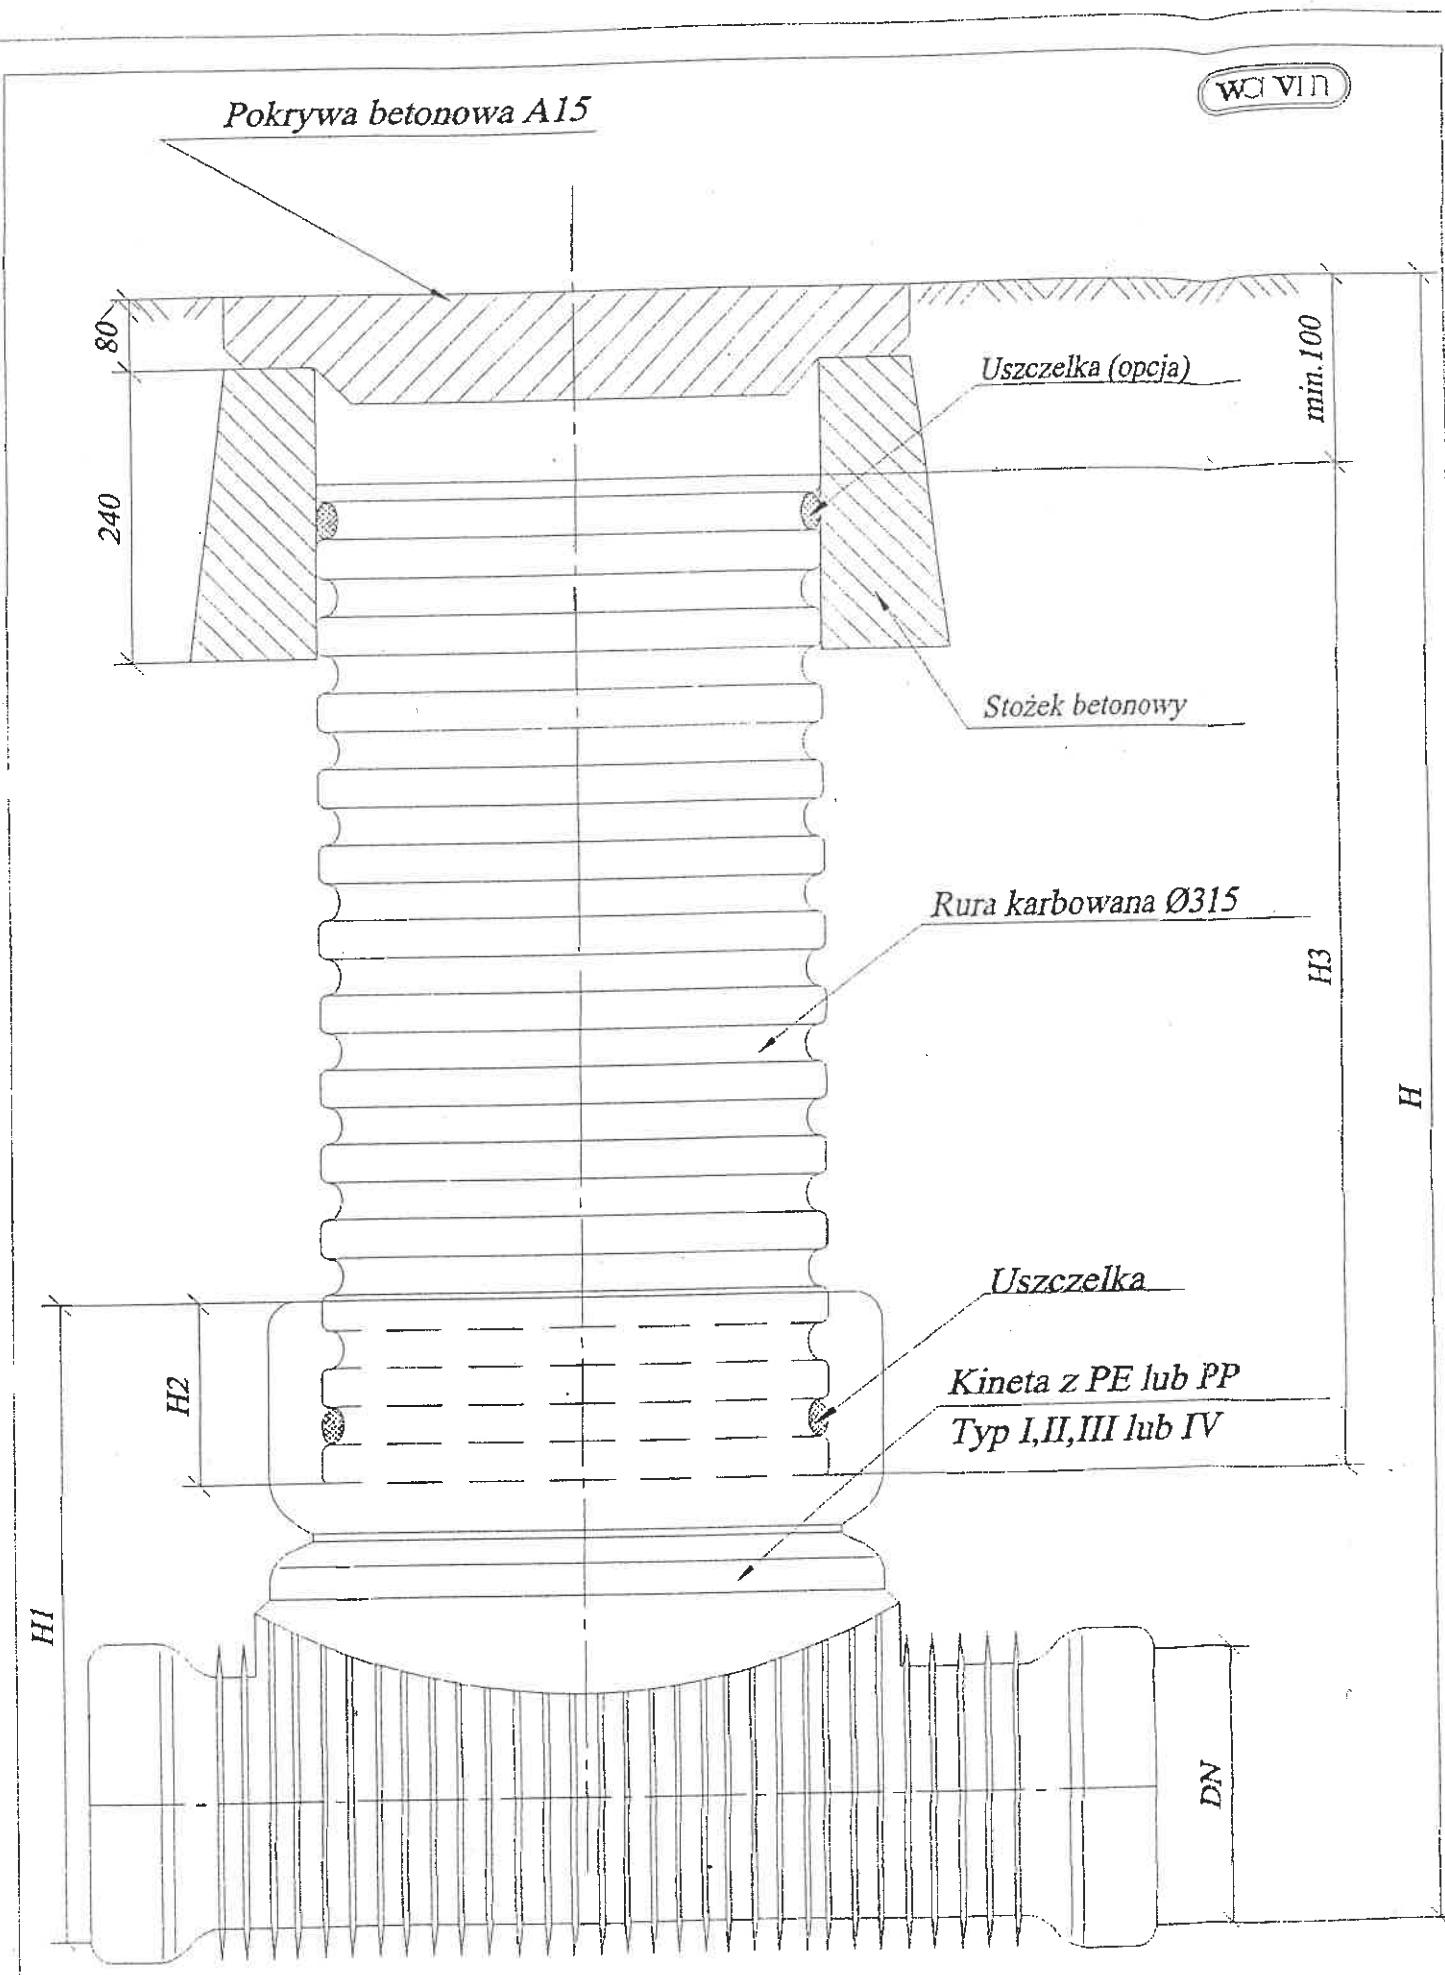 wavin
Pokrywa betonowa A15
80
Uszczelka (opcja)
min.100
240
Stożek betonowy
Rura karbowana Ø315
H3
H
Uszczelka
H2
Kineta z PE lub PP
Typ I,II,III lub IV
H1
DN